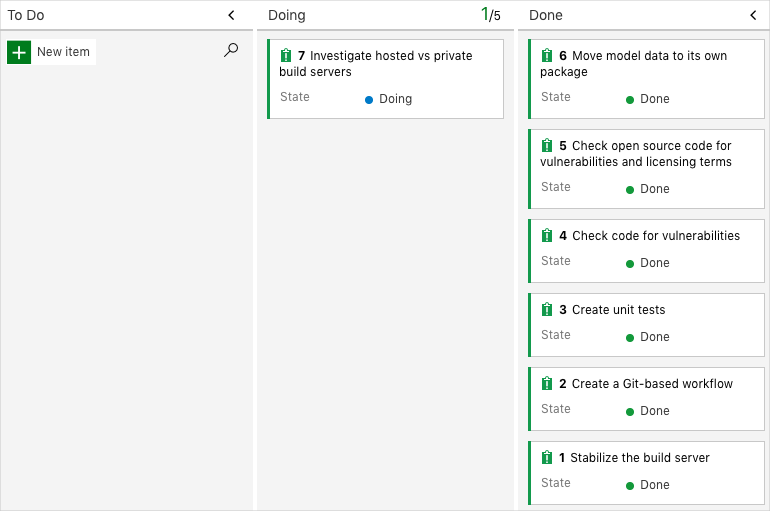 To Do
New item
Doing
1/5
7 Investigate hosted vs private
build servers
State Doing
Done
6 Move model data to its own
package
State Done
5 Check open source code for
vulnerabilities and licensing terms
State Done
4 Check code for vulnerabilities
State Done
3 Create unit tests
State Done
2 Create a Git-based workflow
State Done
1 Stabilize the build server
State Done